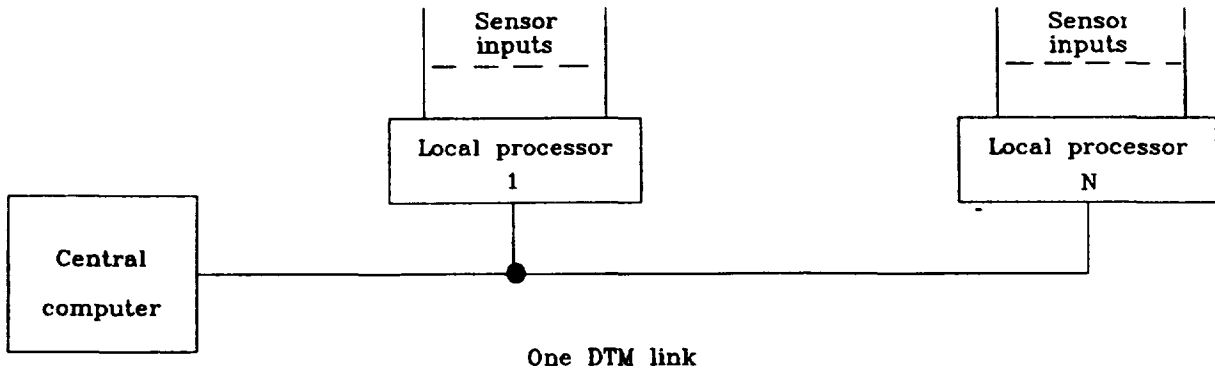 Sensor
inputs
Sensor
inputs
Local processor
1
Local processor
N
Central
computer
One DTM link